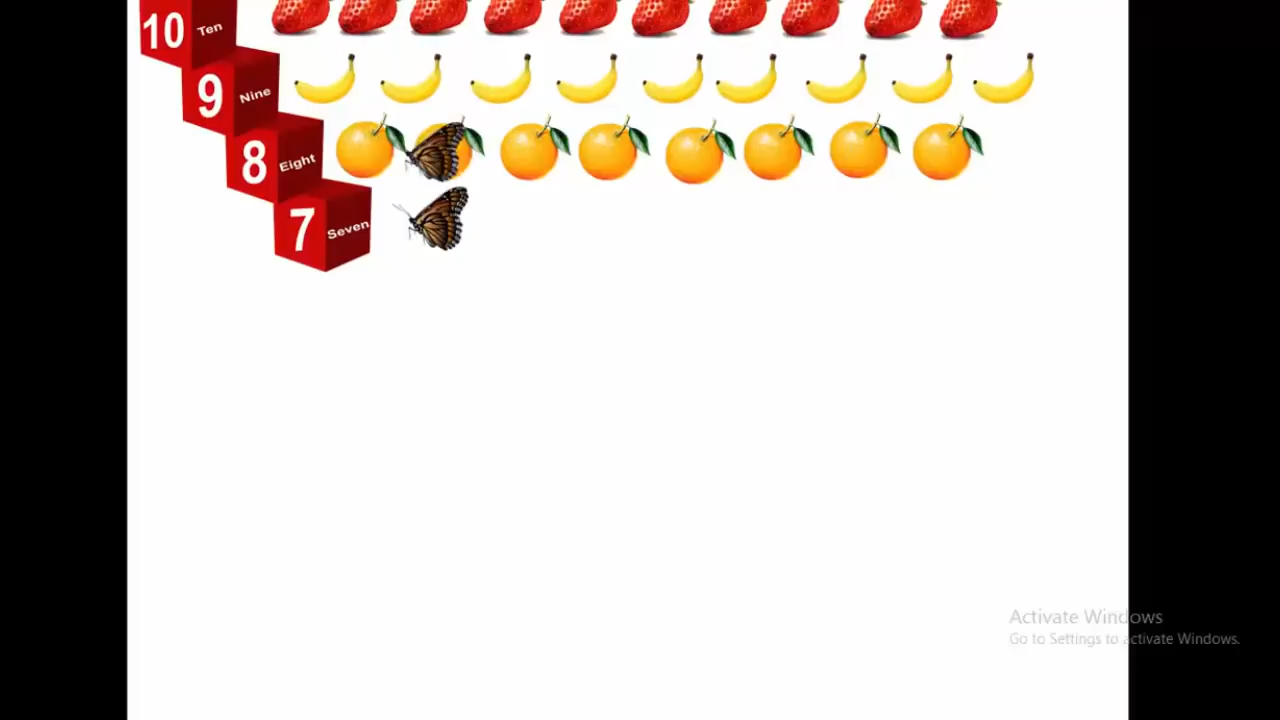 10 Ten
9 Nine
8 Eight
7 Seven
Activate Windows
Go to Settings to activate Windows.